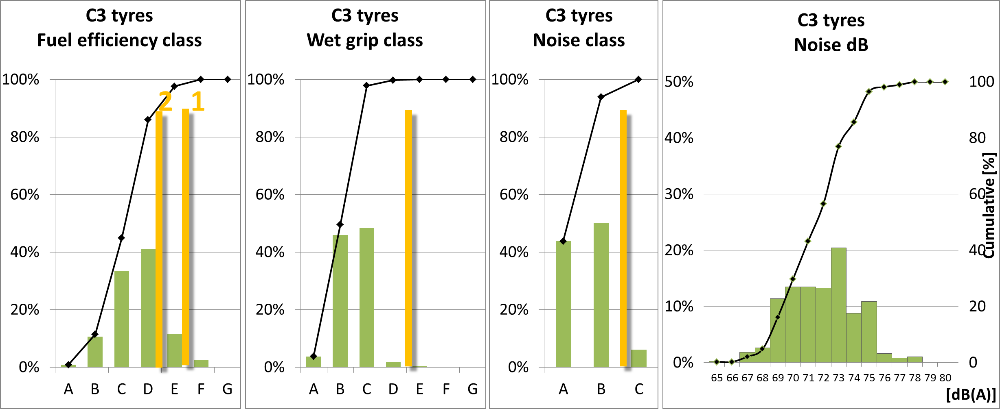 C3 tyres
Fuel efficiency class
100%
80%
60%
40%
20%
0%
2
1
A B C D E F G
C3 tyres
Wet grip class
100%
80%
60%
40%
20%
0%
A B C D E F G
C3 tyres
Noise class
100%
80%
60%
40%
20%
0%
A B C
C3 tyres
Noise dB
50%
40%
30%
20%
10%
0%
100
80
60
40
20
0
Cumulative [%]
65 66 67 68 69 70 71 72 73 74 75 76 77 78 79 80
[dB(A)]